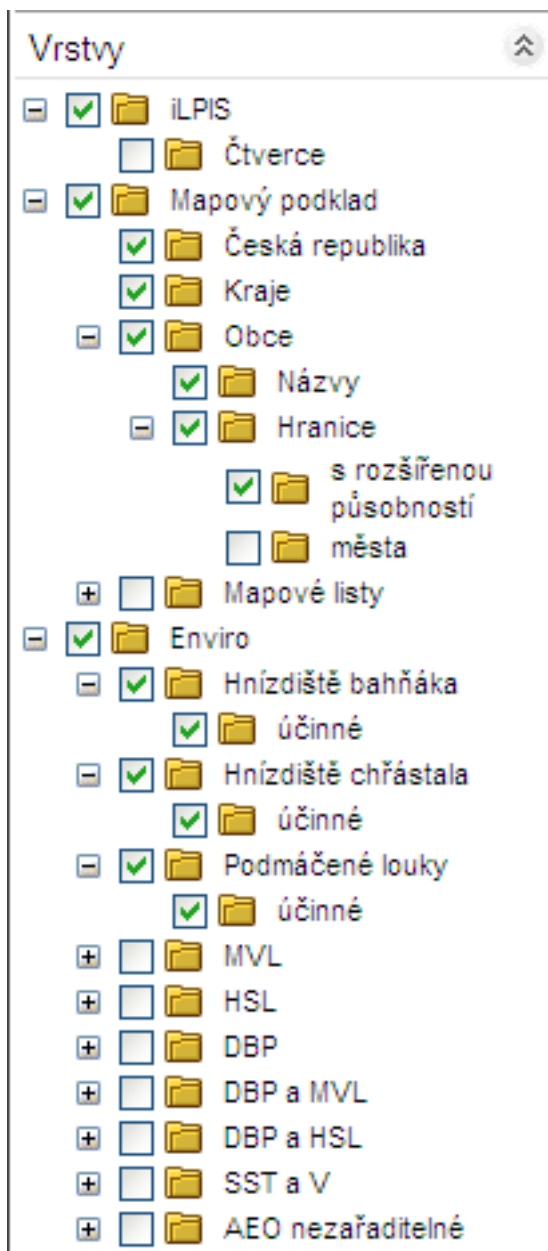 Vrstvy
iLPIS
Čtverce
Mapový podklad
Česká republika
Kraje
Obce
Názvy
Hranice
s rozšířenou
působností
města
Mapové listy
Enviro
Hnízdiště bahňáka
účinné
Hnízdiště chřástala
účinné
Podmáčené louky
účinné
MVL
HSL
DBP
DBP a MVL
DBP a HSL
SST a V
AEO nezařaditelné